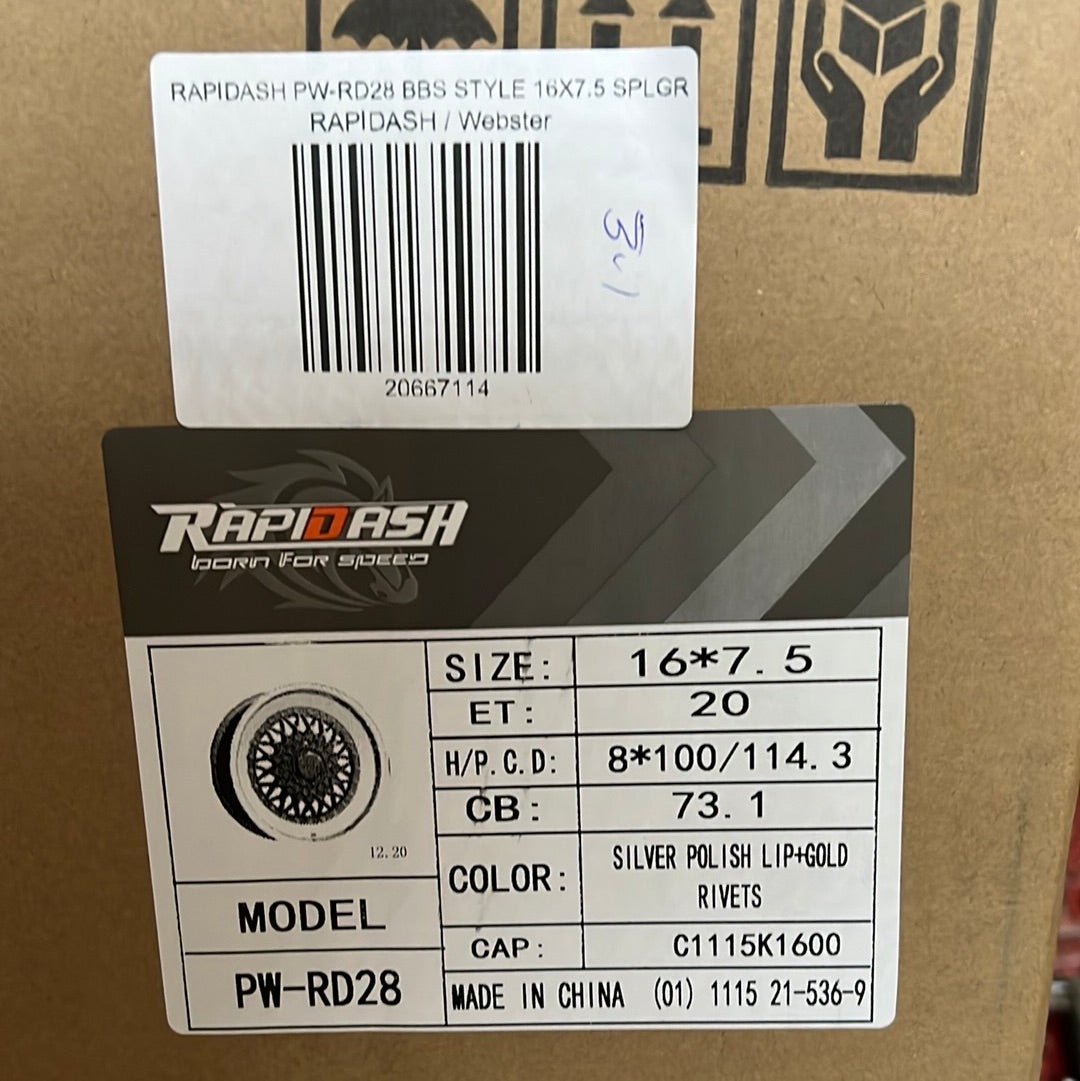 RAPIDASH PW-RD28 BBS STYLE 16X7.5 SPLGR
RAPIDASH / Webster
20667114
RAPIDASH
BORN FOR SPEED
SIZE: 16*7.5
ET: 20
H/P.C.D: 8*100/114.3
CB: 73.1
12.20
COLOR: SILVER POLISH LIP+GOLD
RIVETS
MODEL
CAP: C1115K1600
PW-RD28
MADE IN CHINA (01) 1115 21-536-9